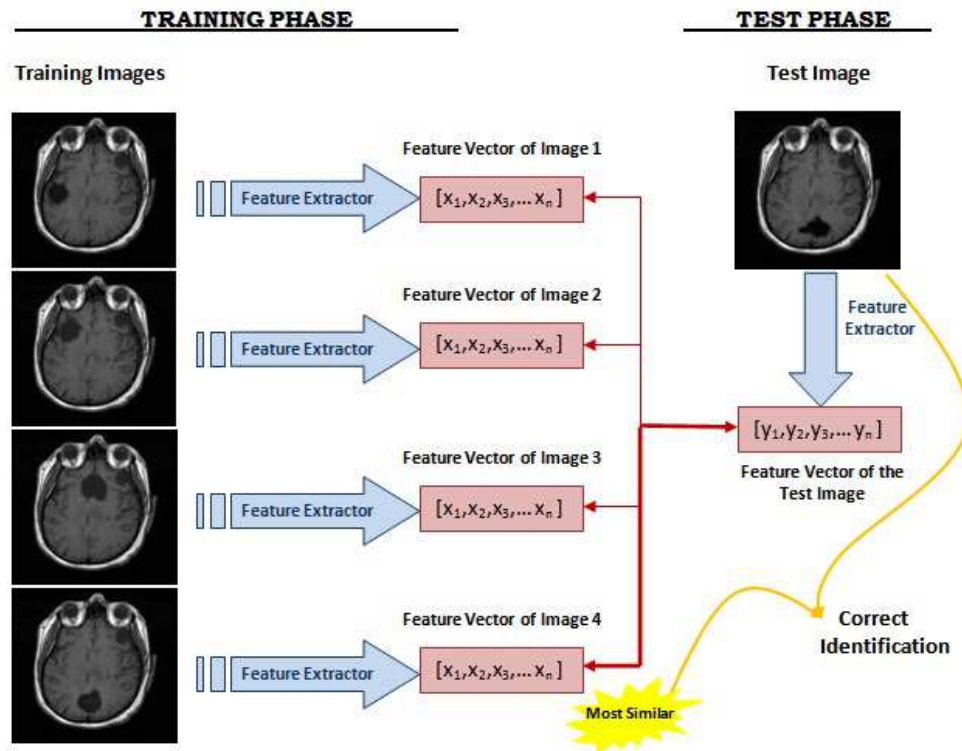 TRAINING PHASE
TEST PHASE
Training Images
Test Image
Feature Vector of Image 1
Feature Extractor
[x₁,x₂,x₃,... xₙ]
Feature Vector of Image 2
Feature Extractor
[x₁,x₂,x₃,... xₙ]
Feature
Extractor
[y₁,y₂,y₃,... yₙ]
Feature Vector of the
Test Image
Feature Vector of Image 3
Feature Extractor
[x₁,x₂,x₃,... xₙ]
Feature Vector of Image 4
Feature Extractor
[x₁,x₂,x₃,... xₙ]
Correct
Identification
Most Similar